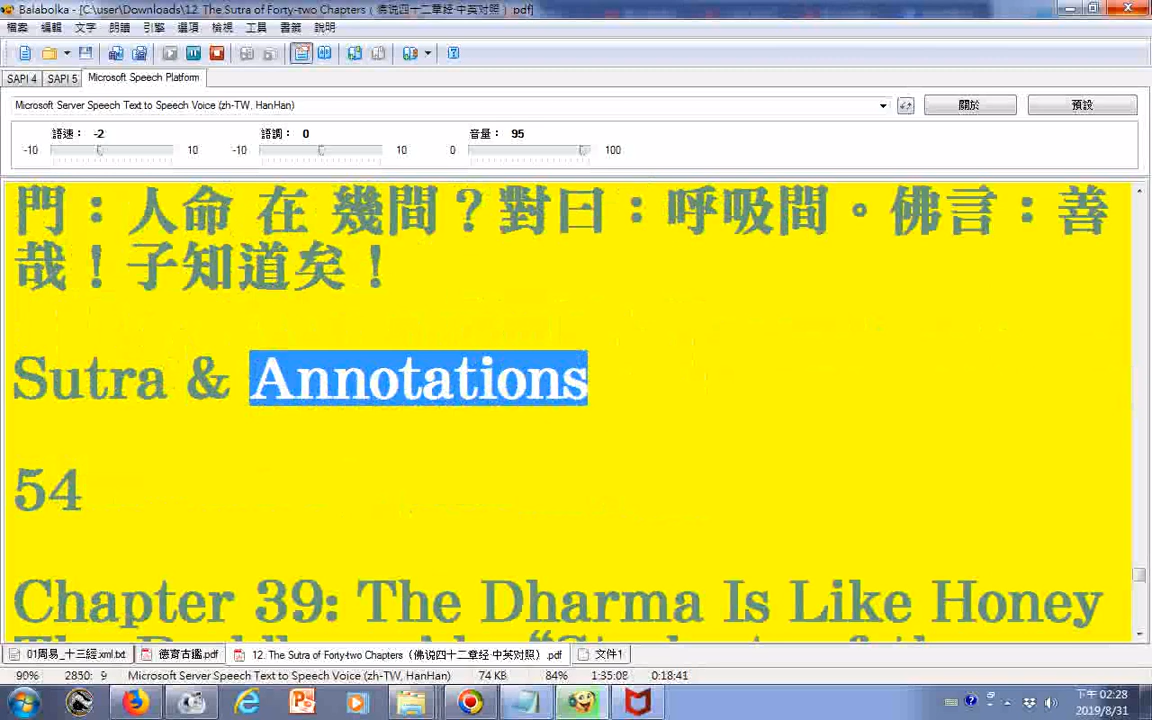 Balabolka - [C:\user\Downloads\12. The Sutra of Forty-two Chapters（佛说四十二章经·中英对照）.pdf]
檔案 編輯 文字 朗讀 引擎 選項 檢視 工具 書籤 說明
SAPI 4 SAPI 5 Microsoft Speech Platform
Microsoft Server Speech Text to Speech Voice (zh-TW, HanHan) 關於 預設
語速： -2 語調： 0 音量： 95
-10 10 -10 10 0 100
門：人命 在 幾間？對曰：呼吸間。佛言：善
哉！子知道矣！
Sutra & Annotations
54
Chapter 39: The Dharma Is Like Honey
01周易_十三經.xml.txt 德育古鑑.pdf 12. The Sutra of Forty-two Chapters（佛说四十二章经·中英对照）.pdf 文件1
90% 2850: 9 Microsoft Server Speech Text to Speech Voice (zh-TW, HanHan) 74 KB 84% 1:35:08 0:18:41
下午 02:28
2019/8/31